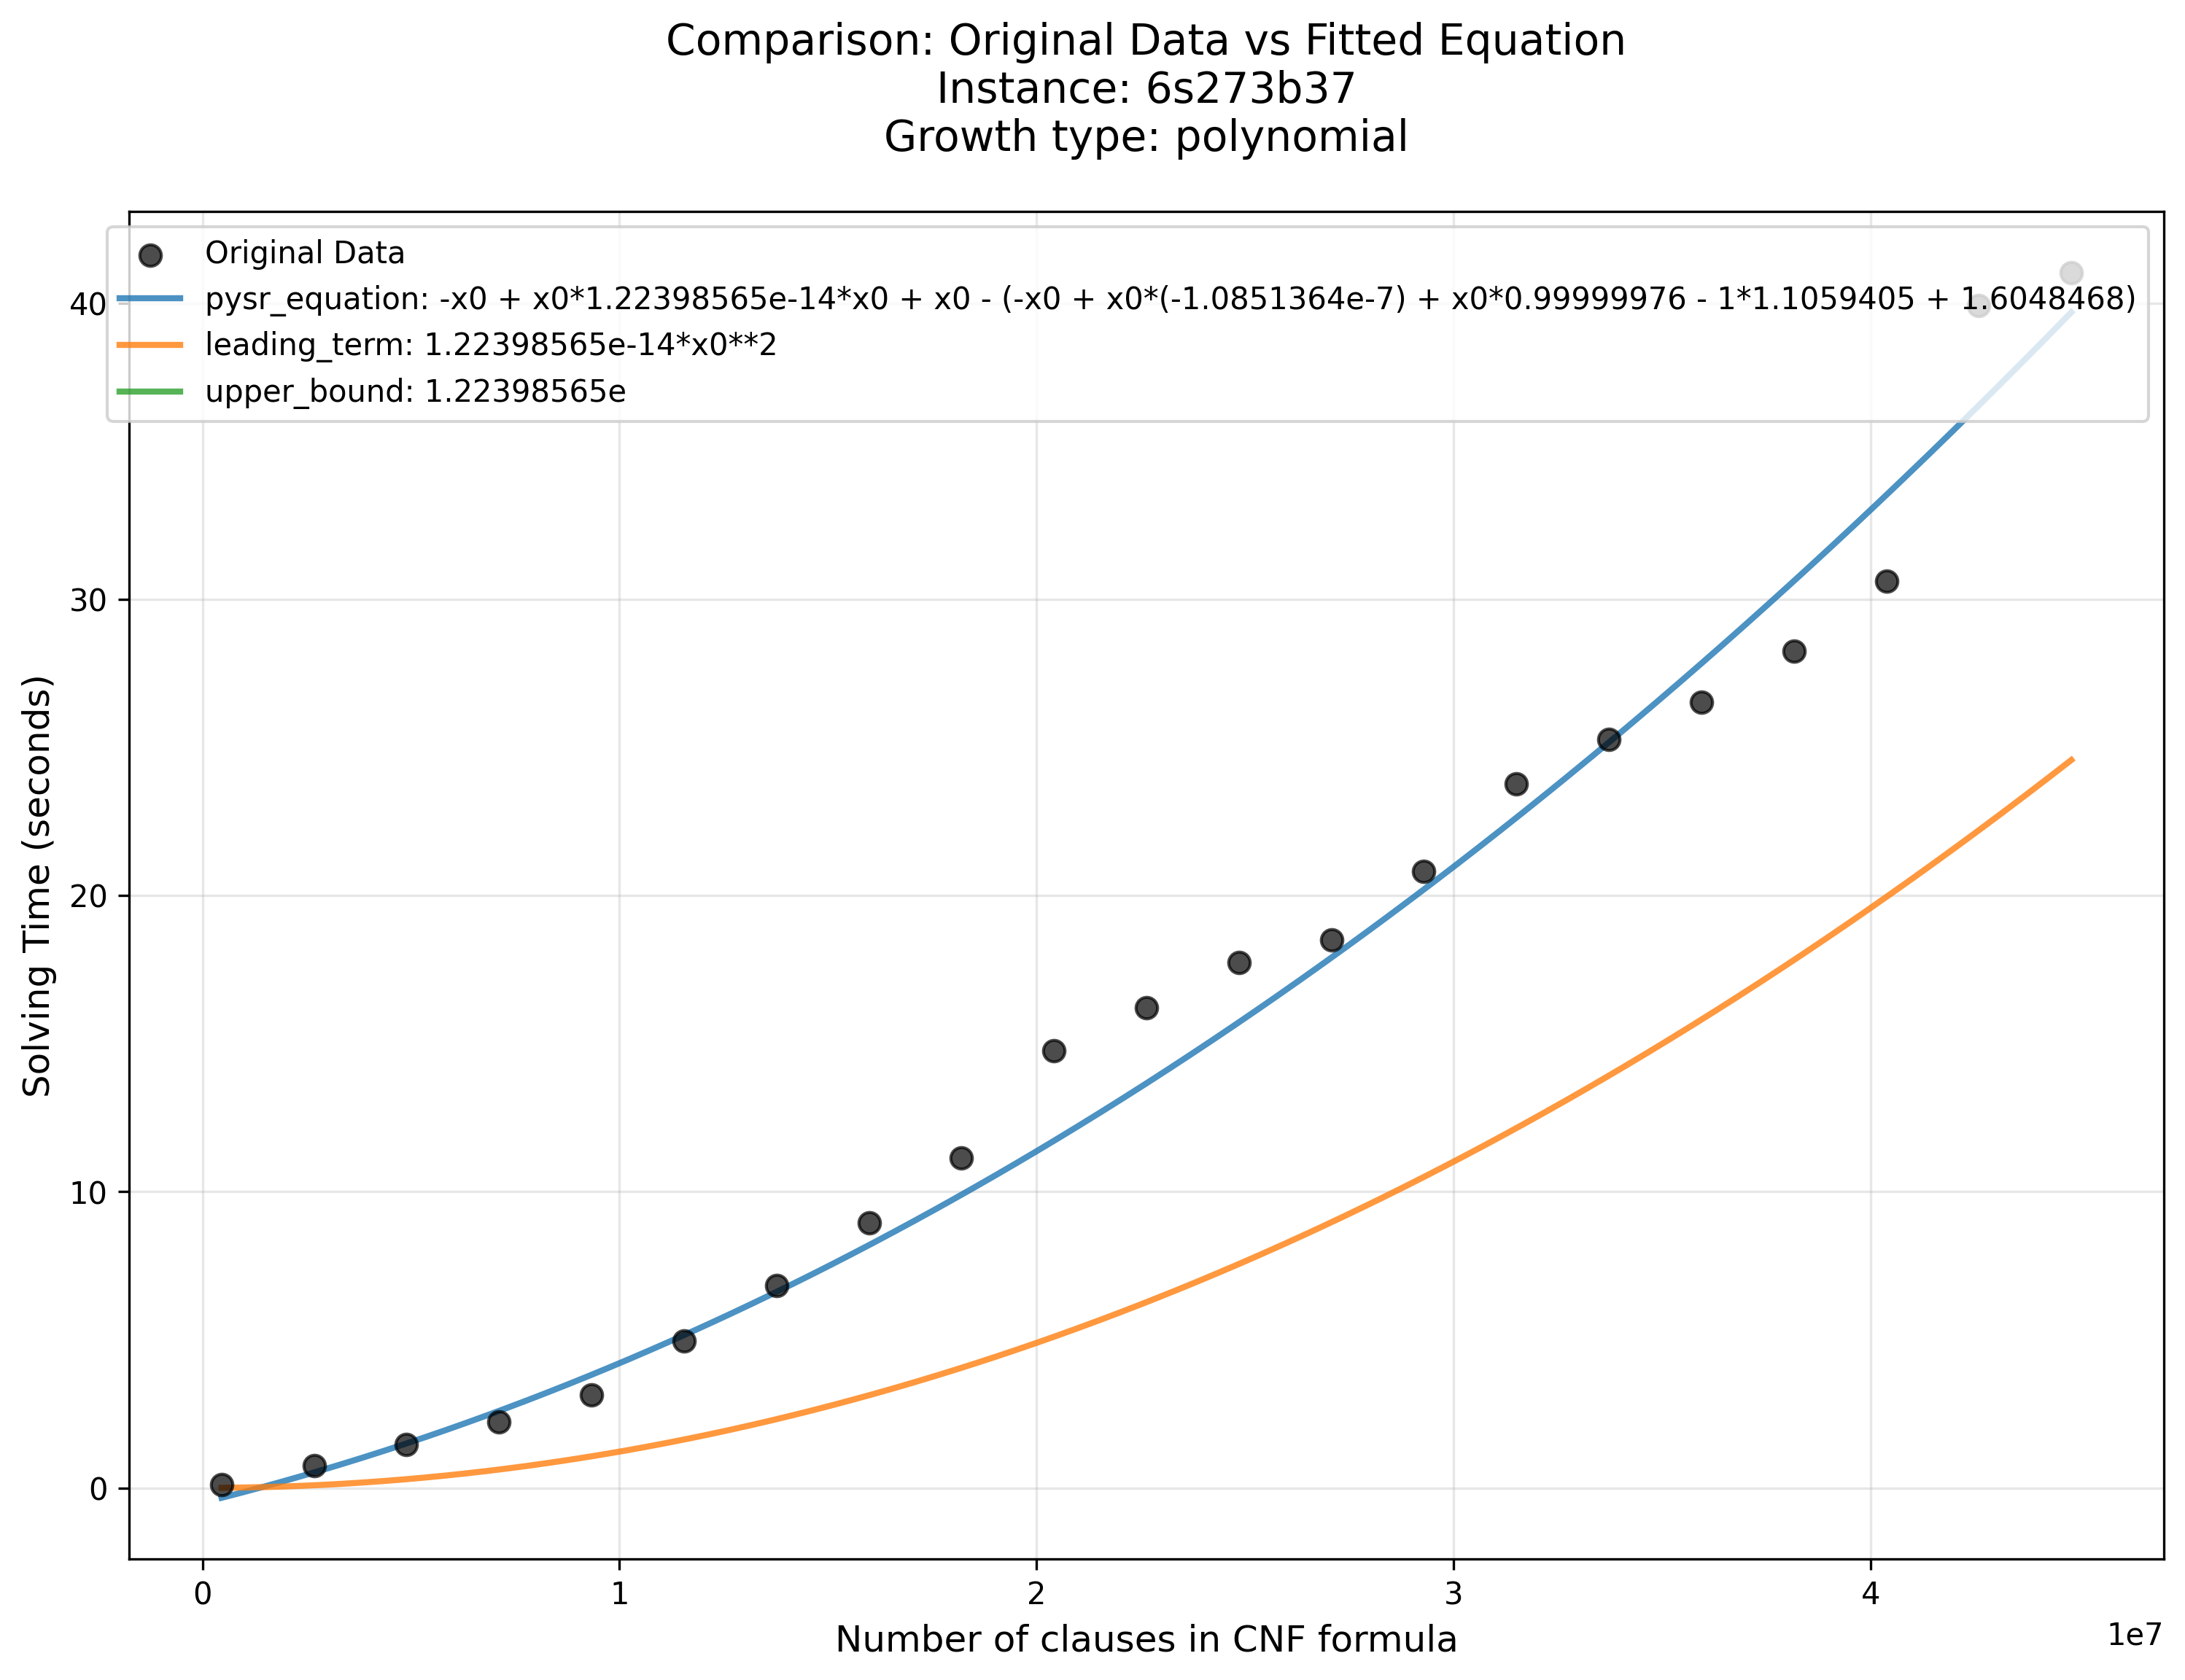 Comparison: Original Data vs Fitted Equation
Instance: 6s273b37
Growth type: polynomial
Original Data
pysr_equation: -x0 + x0*1.22398565e-14*x0 + x0 - (-x0 + x0*(-1.0851364e-7) + x0*0.99999976 - 1*1.1059405 + 1.6048468)
leading_term: 1.22398565e-14*x0**2
upper_bound: 1.22398565e
40
30
20
10
0
Solving Time (seconds)
0 1 2 3 4
1e7
Number of clauses in CNF formula